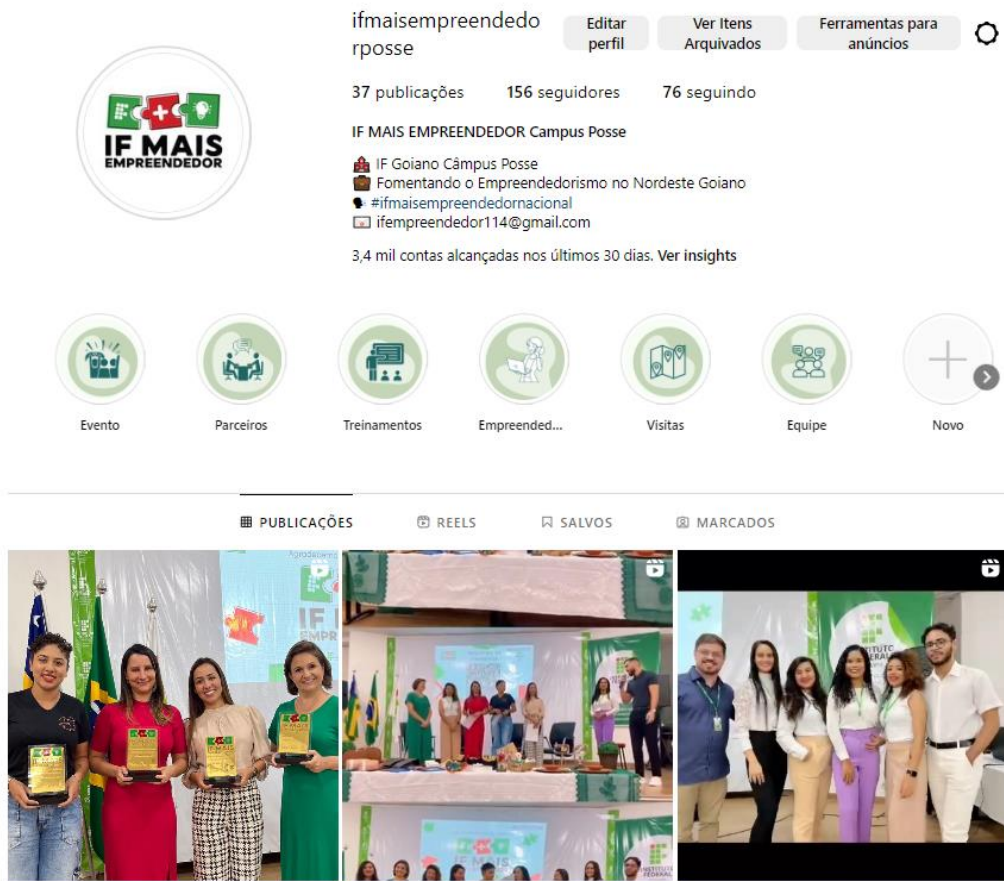 ifmaisempreendedo
rposse
Editar
perfil
Ver Itens
Arquivados
Ferramentas para
anúncios
37 publicações 156 seguidores 76 seguindo
IF MAIS
EMPREENDEDOR
IF MAIS EMPREENDEDOR Campus Posse
IF Goiano Câmpus Posse
Fomentando o Empreendedorismo no Nordeste Goiano
#ifmaisempreendedornacional
ifempreendedor114@gmail.com
3,4 mil contas alcançadas nos últimos 30 dias. Ver insights
Evento
Parceiros
Treinamentos
Empreended...
Visitas
Equipe
Novo
PUBLICAÇÕES
REELS
SALVOS
MARCADOS
IF MAIS
INSTITUTO
FEDERAL